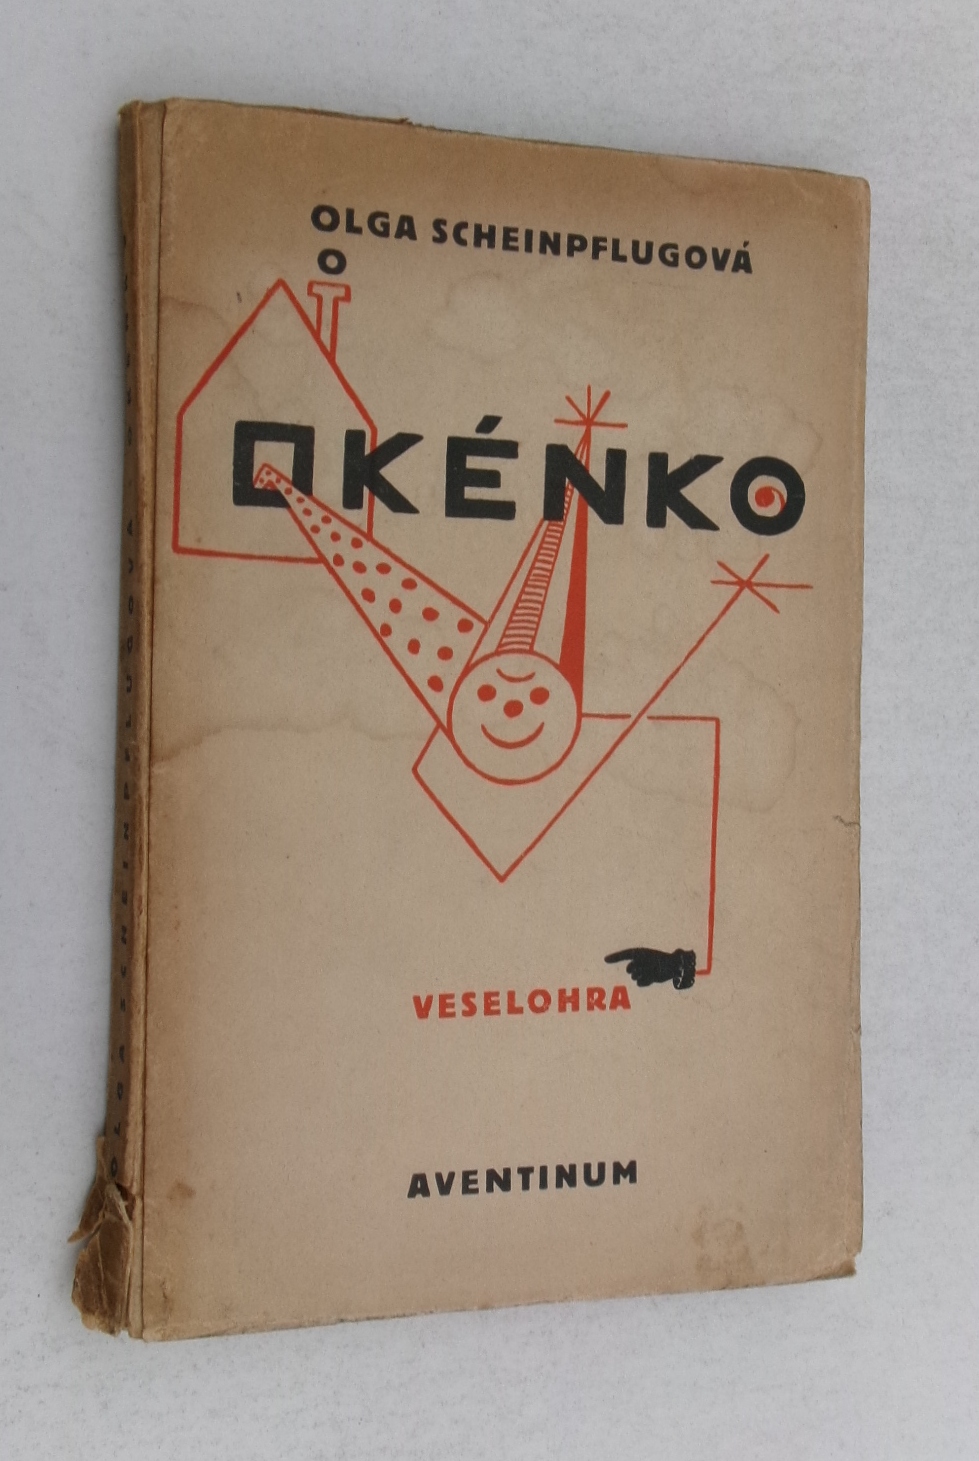 OLGA SCHEINPFLUGOVÁ
OKÉNKO
VESELOHRA
AVENTINUM
OLGA SCHEINPFLUGOVÁ